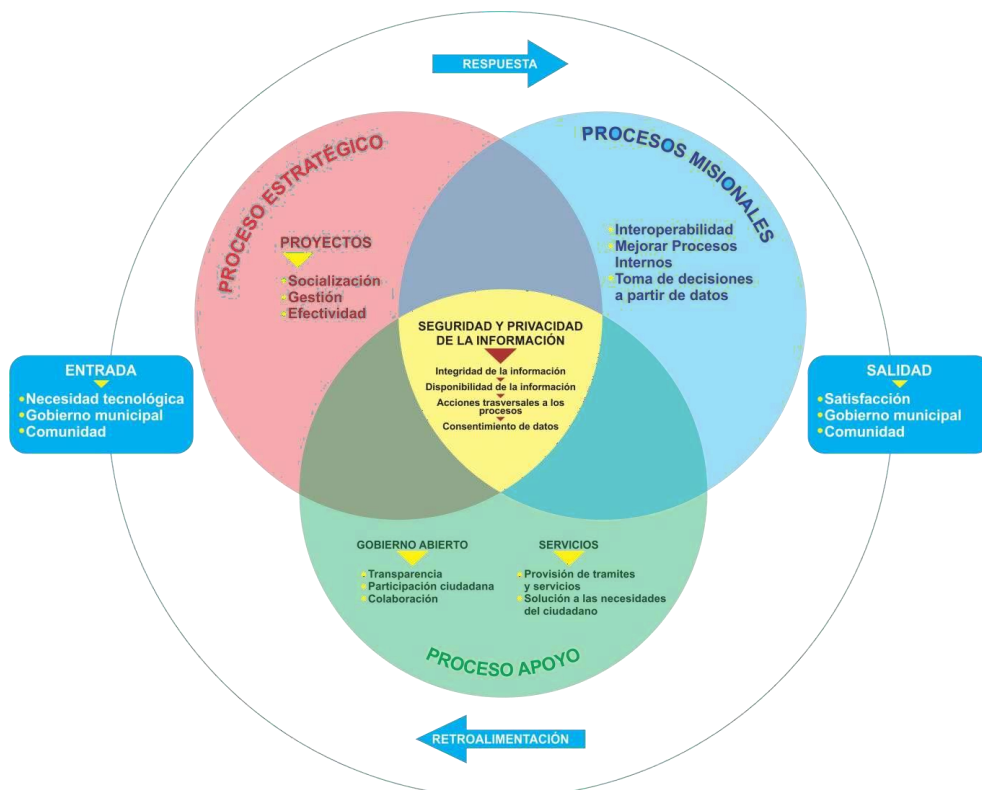 RESPUESTA
PROCESO ESTRATÉGICO
PROYECTOS
Socialización
Gestión
Efectividad
PROCESOS MISIONALES
Interoperabilidad
Mejorar Procesos
Internos
Toma de decisiones
a partir de datos
SEGURIDAD Y PRIVACIDAD
DE LA INFORMACIÓN
Integridad de la información
Disponibilidad de la información
Acciones trasversales a los
procesos
Consentimiento de datos
ENTRADA
Necesidad tecnológica
Gobierno municipal
Comunidad
SALIDAD
Satisfacción
Gobierno municipal
Comunidad
GOBIERNO ABIERTO
Transparencia
Participación ciudadana
Colaboración
SERVICIOS
Provisión de tramites
y servicios
Solución a las necesidades
del ciudadano
PROCESO APOYO
RETROALIMENTACIÓN